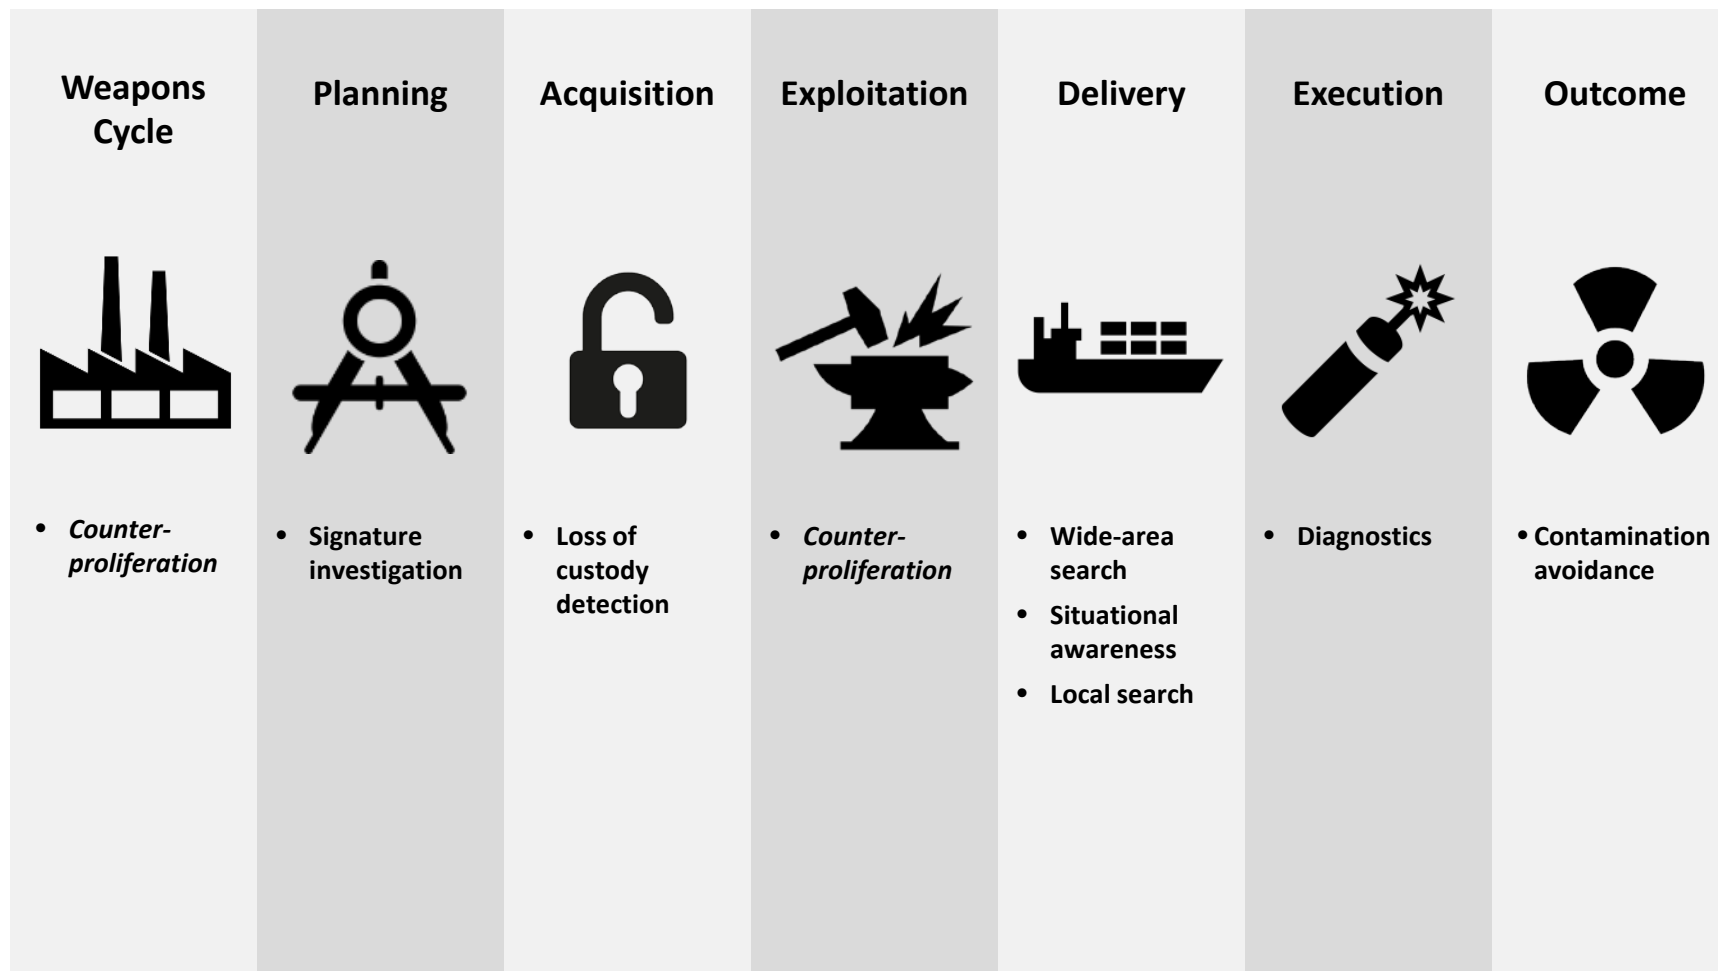 Weapons
Cycle
Planning
Acquisition
Exploitation
Delivery
Execution
Outcome
• Counter-
proliferation
• Signature
investigation
• Loss of
custody
detection
• Counter-
proliferation
• Wide-area
search
• Situational
awareness
• Local search
• Diagnostics
• Contamination
avoidance